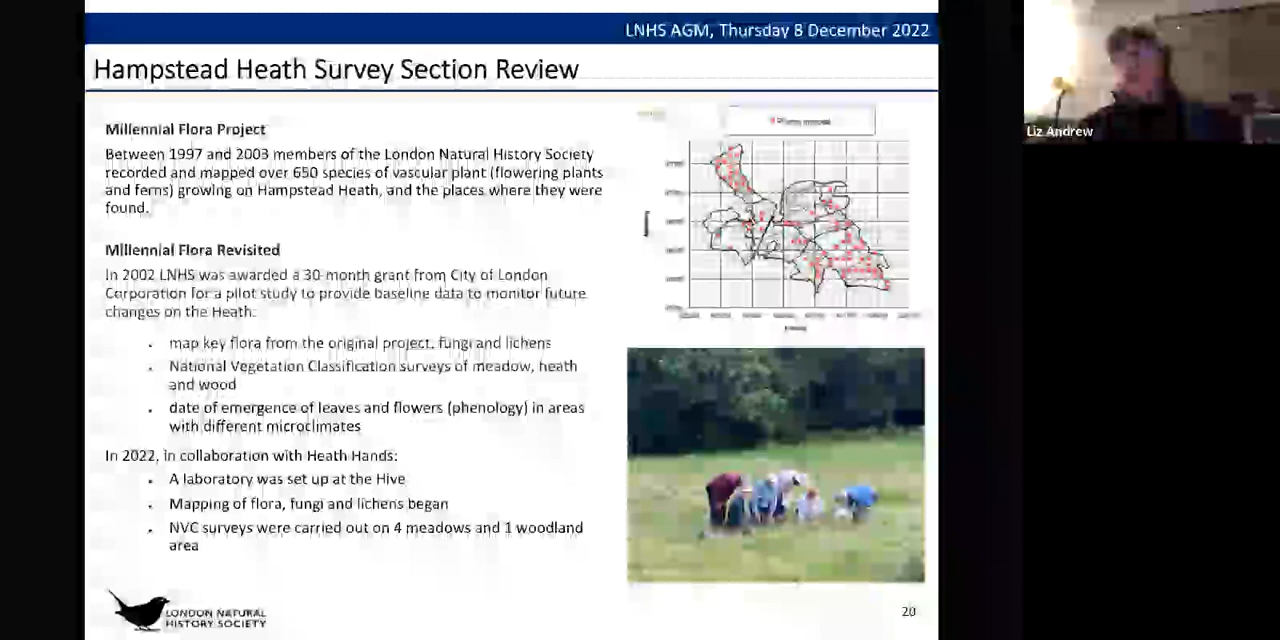 LNHS AGM, Thursday 8 December 2022
Hampstead Heath Survey Section Review
Millennial Flora Project
Between 1997 and 2003 members of the London Natural History Society
recorded and mapped over 650 species of vascular plant (flowering plants
and ferns) growing on Hampstead Heath, and the places where they were
found.
Millennial Flora Revisited
In 2002 LNHS was awarded a 30-month grant from City of London
Corporation for a pilot study to provide baseline data to monitor future
changes on the Heath:
• map key flora from the original project, fungi and lichens
• National Vegetation Classification surveys of meadow, heath
and wood
• date of emergence of leaves and flowers (phenology) in areas
with different microclimates
In 2022, in collaboration with Heath Hands:
• A laboratory was set up at the Hive
• Mapping of flora, fungi and lichens began
• NVC surveys were carried out on 4 meadows and 1 woodland
area
LONDON NATURAL
HISTORY SOCIETY
20
Liz Andrew